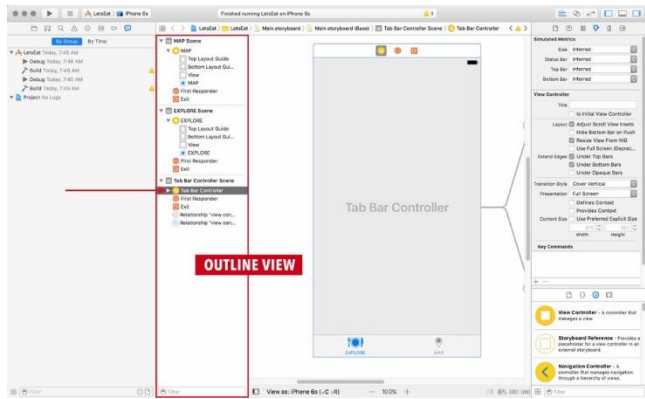 LetsEat
iPhone 6s
Finished running LetsEat on iPhone 6s
1
LetsEat
LetsEat
Main.storyboard
Main.storyboard (Base)
Tab Bar Controller Scene
Tab Bar Controller
By Group
By Time
LetsEat Today, 7:45 AM
Debug Today, 7:46 AM
Build Today, 7:45 AM
Debug Today, 7:45 AM
Build Today, 7:45 AM
Project No Logs
Filter
MAP Scene
MAP
Top Layout Guide
Bottom Layout Gui...
View
MAP
First Responder
Exit
EXPLORE Scene
EXPLORE
Top Layout Guide
Bottom Layout Gui...
View
EXPLORE
First Responder
Exit
Tab Bar Controller Scene
Tab Bar Controller
First Responder
Exit
Relationship "view con...
Relationship "view con...
OUTLINE VIEW
Filter
Tab Bar Controller
EXPLORE
MAP
View as: iPhone 6s
100%
Simulated Metrics
Size Inferred
Status Bar Inferred
Top Bar Inferred
Bottom Bar Inferred
View Controller
Title
Is Initial View Controller
Layout Adjust Scroll View Insets
Hide Bottom Bar on Push
Resize View From NIB
Use Full Screen (Deprec...
Extend Edges Under Top Bars
Under Bottom Bars
Under Opaque Bars
Transition Style Cover Vertical
Presentation Full Screen
Defines Context
Provides Context
Content Size Use Preferred Explicit Size
Width Height
Key Commands
View Controller - A controller that
manages a view.
Storyboard Reference - Provides a
placeholder for a view controller in an
external storyboard.
Navigation Controller - A
controller that manages navigation
through a hierarchy of views.
Filter